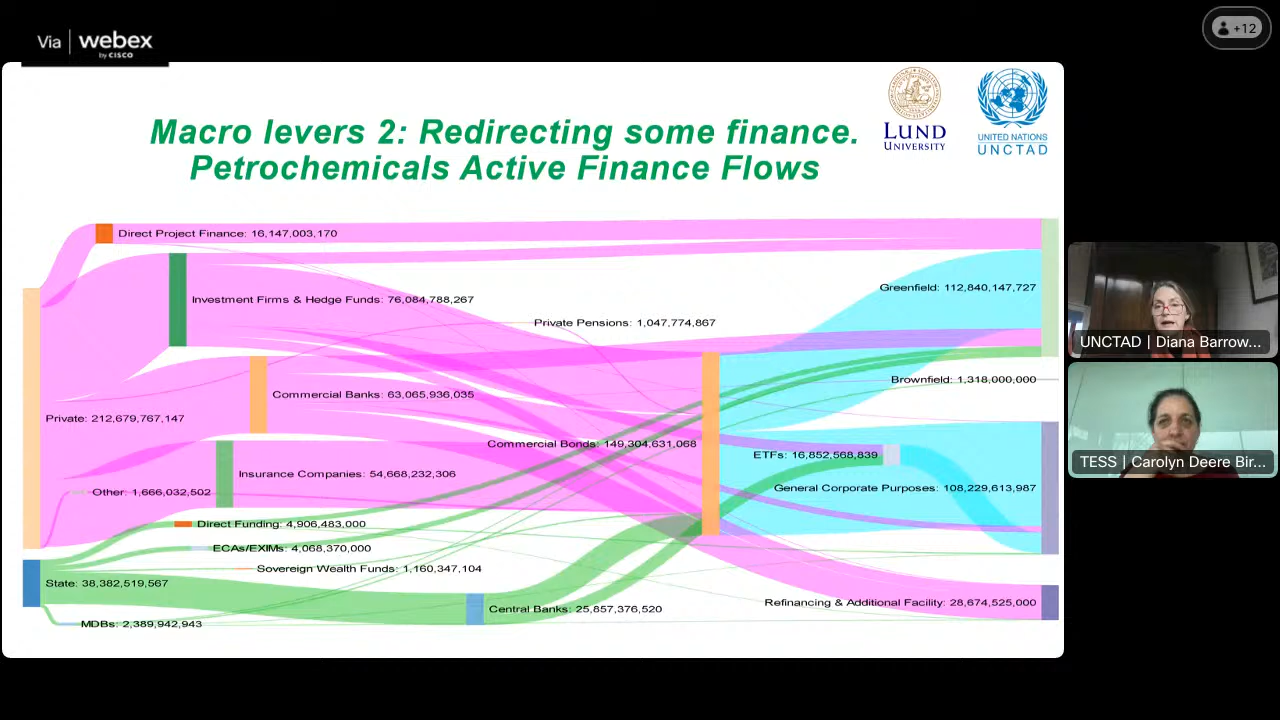 Via webex
by CISCO
+12
Macro levers 2: Redirecting some finance.
Petrochemicals Active Finance Flows
LUND
UNIVERSITY
UNITED NATIONS
UNCTAD
Direct Project Finance: 16,147,003,170
Greenfield: 112,840,147,727
Investment Firms & Hedge Funds: 76,084,788,267
Private Pensions: 1,047,774,867
Brownfield: 1,318,000,000
Commercial Banks: 63,065,936,035
Private: 212,679,767,147
Commercial Bonds: 149,304,631,068
ETFs: 16,852,568,839
Insurance Companies: 54,668,232,306
General Corporate Purposes: 108,229,613,987
Other: 1,666,032,502
Direct Funding: 4,906,483,000
ECAs/EXIMs: 4,068,370,000
Sovereign Wealth Funds: 1,160,347,104
State: 38,382,519,567
Refinancing & Additional Facility: 28,674,525,000
Central Banks: 25,857,376,520
MDBs: 2,389,942,943
UNCTAD | Diana Barrow...
TESS | Carolyn Deere Bir...